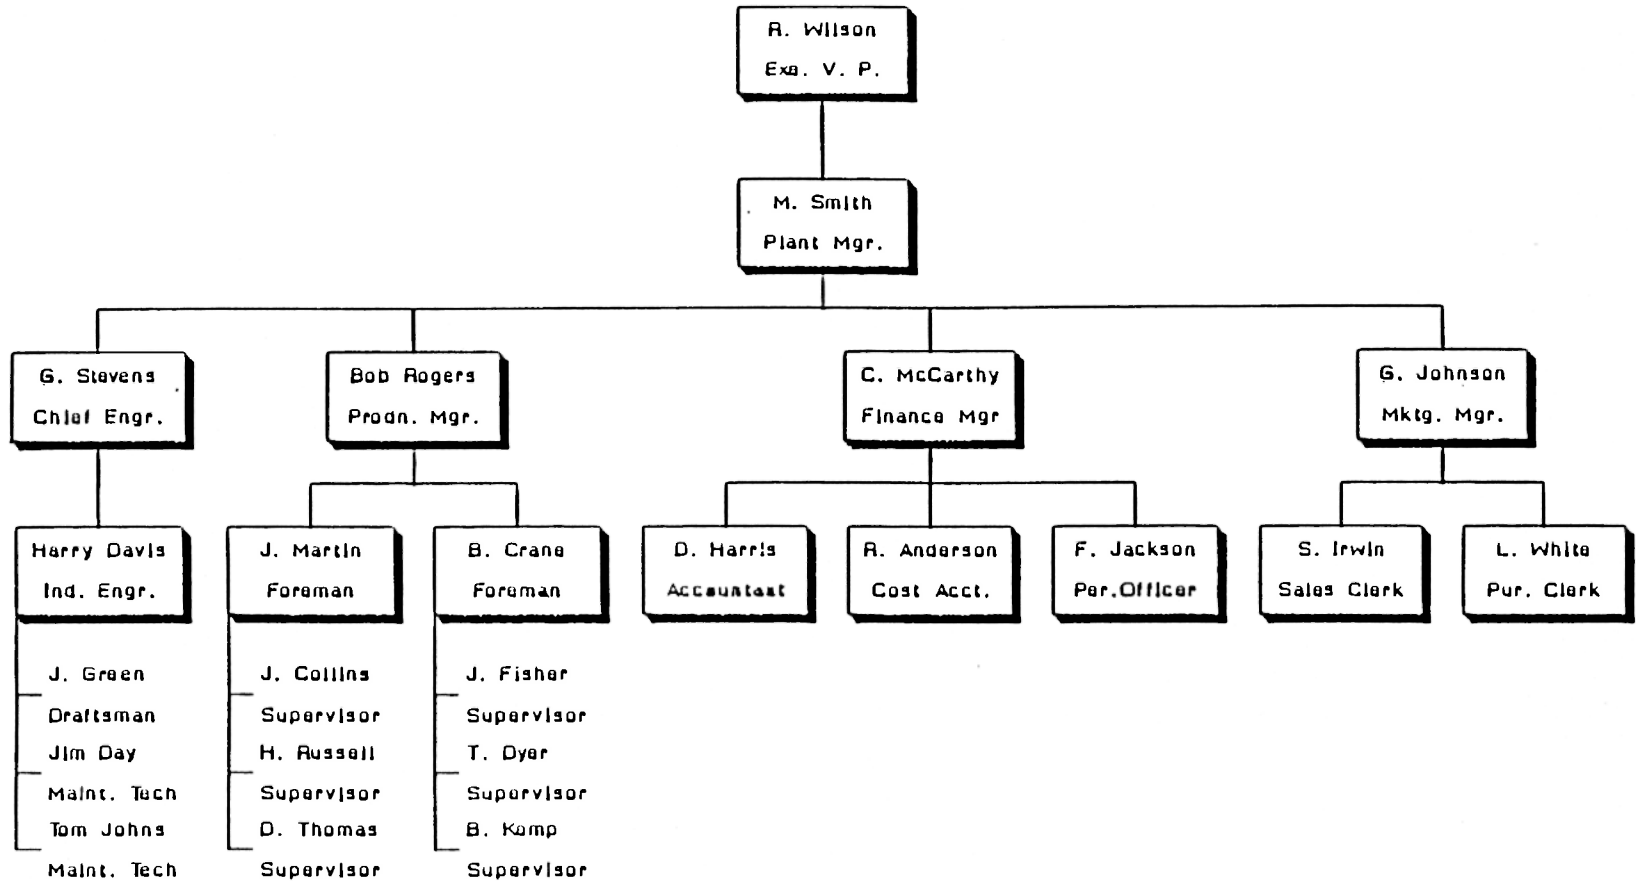 R. Wilson
Exe. V. P.
M. Smith
Plant Mgr.
G. Stevens
Chief Engr.
Bob Rogers
Prodn. Mgr.
C. McCarthy
Finance Mgr
G. Johnson
Mktg. Mgr.
Harry Davis
Ind. Engr.
J. Martin
Foreman
B. Crane
Foreman
D. Harris
Accountant
R. Anderson
Cost Acct.
F. Jackson
Per.Officer
S. Irwin
Sales Clerk
L. White
Pur. Clerk
J. Green
Draftsman
Jim Day
Maint. Tech
Tom Johns
Maint. Tech
J. Collins
Supervisor
H. Russell
Supervisor
D. Thomas
Supervisor
J. Fisher
Supervisor
T. Dyer
Supervisor
B. Kemp
Supervisor